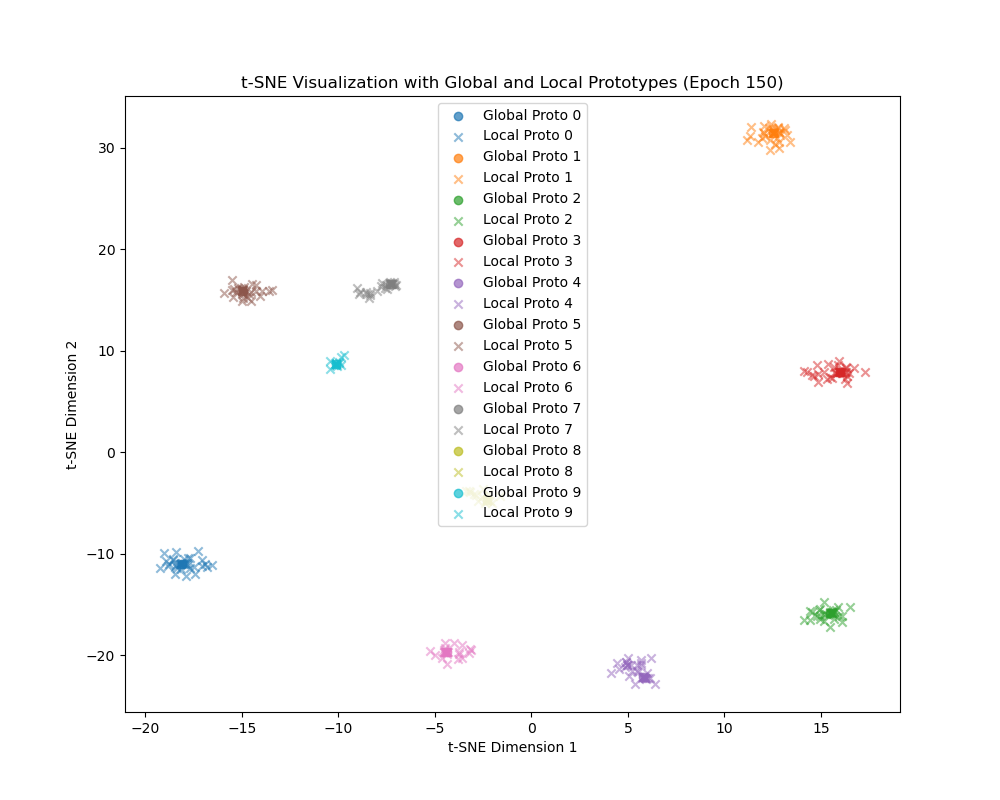 t-SNE Visualization with Global and Local Prototypes (Epoch 150)
Global Proto 0
Local Proto 0
Global Proto 1
Local Proto 1
Global Proto 2
Local Proto 2
Global Proto 3
Local Proto 3
Global Proto 4
Local Proto 4
Global Proto 5
Local Proto 5
Global Proto 6
Local Proto 6
Global Proto 7
Local Proto 7
Global Proto 8
Local Proto 8
Global Proto 9
Local Proto 9
t-SNE Dimension 2
30
20
10
0
−10
−20
−20 −15 −10 −5 0 5 10 15
t-SNE Dimension 1